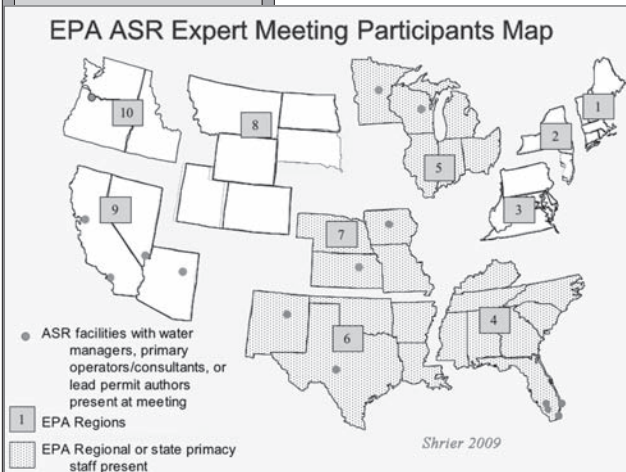 EPA ASR Expert Meeting Participants Map
10
8
5
1
2
3
9
7
6
4
ASR facilities with water
managers, primary
operators/consultants, or
lead permit authors
present at meeting
1 EPA Regions
EPA Regional or state primacy
staff present
Shrier 2009